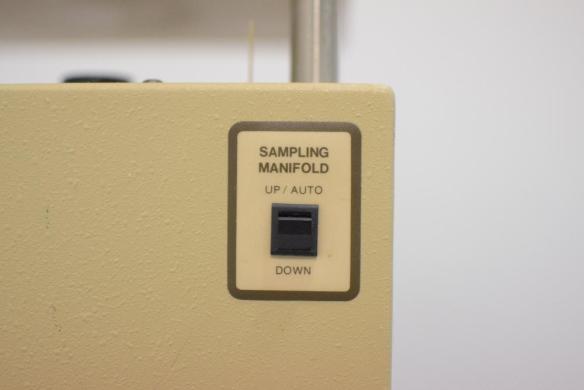 SAMPLING
MANIFOLD
UP / AUTO
DOWN